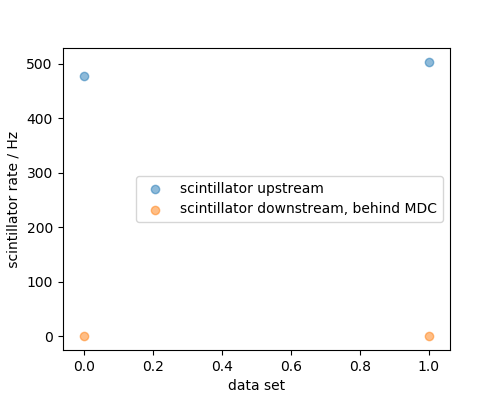 500
400
300
200
100
0
scintillator rate / Hz
scintillator upstream
scintillator downstream, behind MDC
0.0 0.2 0.4 0.6 0.8 1.0
data set